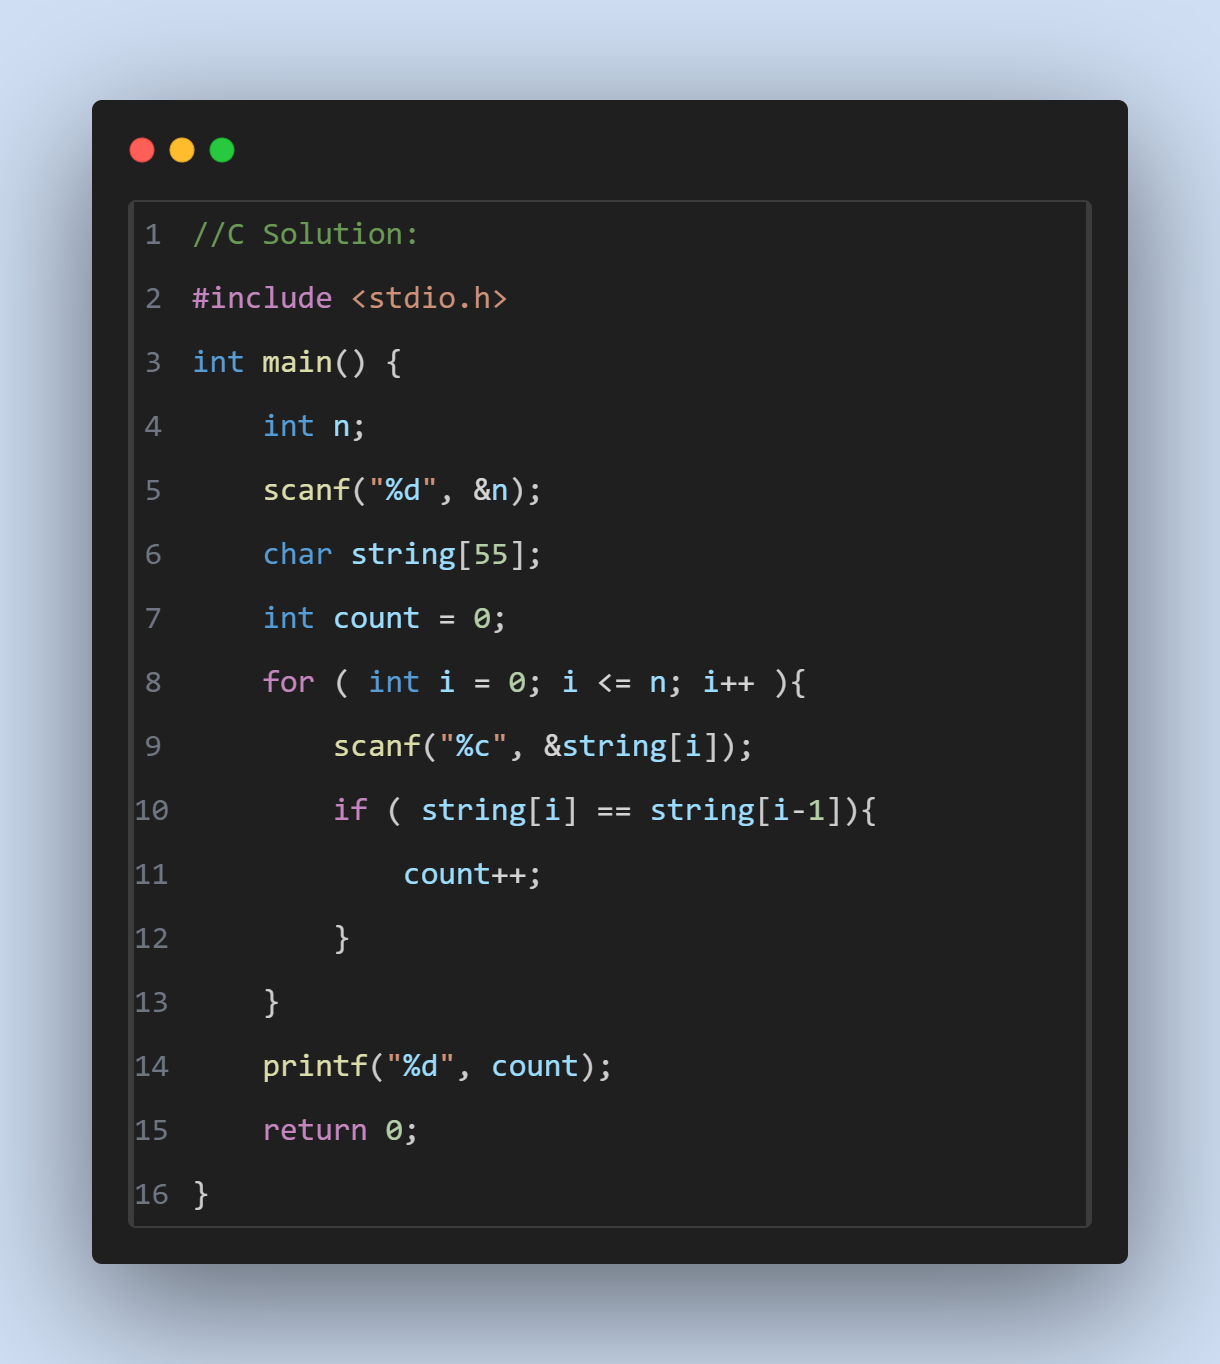 1 //C Solution:
2 #include <stdio.h>
3 int main() {
4     int n;
5     scanf("%d", &n);
6     char string[55];
7     int count = 0;
8     for ( int i = 0; i <= n; i++ ){
9         scanf("%c", &string[i]);
10         if ( string[i] == string[i-1]){
11             count++;
12         }
13     }
14     printf("%d", count);
15     return 0;
16 }